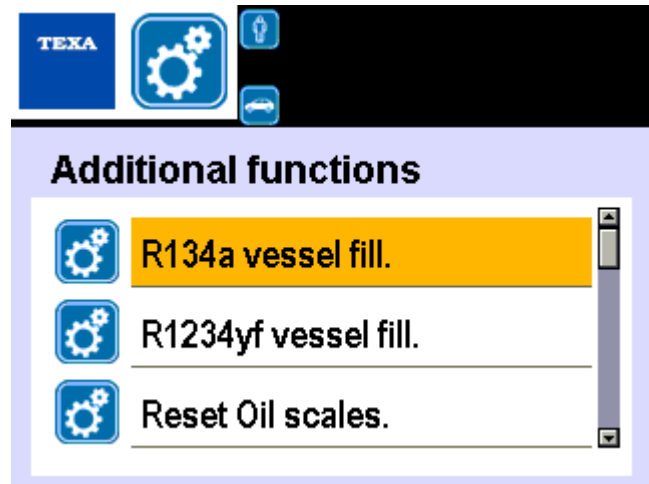 TEXA
Additional functions
R134a vessel fill.
R1234yf vessel fill.
Reset Oil scales.